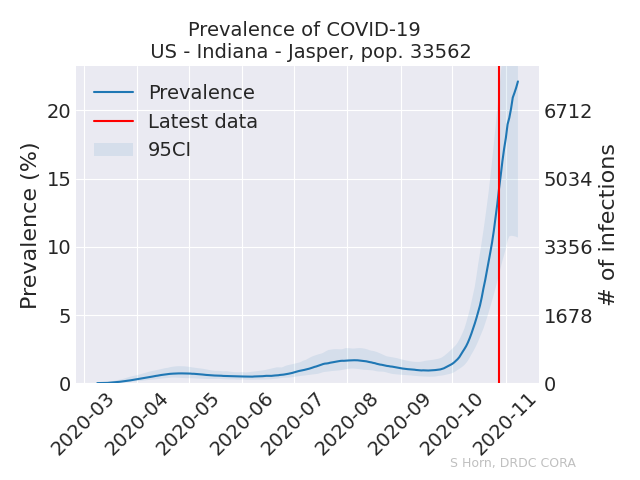 Prevalence of COVID-19
US - Indiana - Jasper, pop. 33562
Prevalence
Latest data
95CI
Prevalence (%)
20
15
10
5
0
6712
5034
3356
1678
0
# of infections
2020-03
2020-04
2020-05
2020-06
2020-07
2020-08
2020-09
2020-10
2020-11
S Horn, DRDC CORA